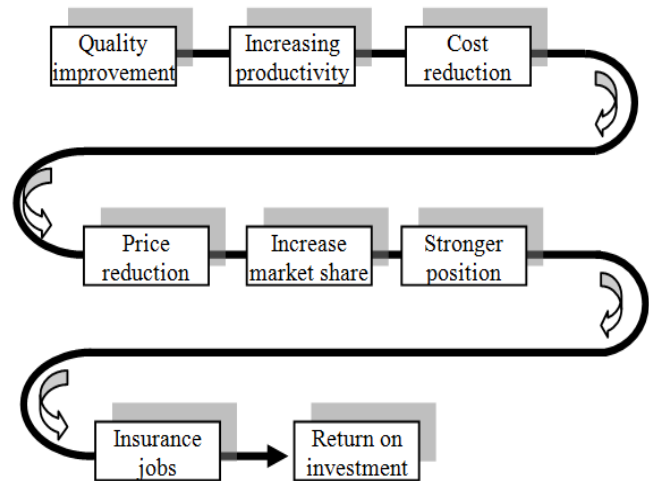 Quality
improvement
Increasing
productivity
Cost
reduction
Price
reduction
Increase
market share
Stronger
position
Insurance
jobs
Return on
investment